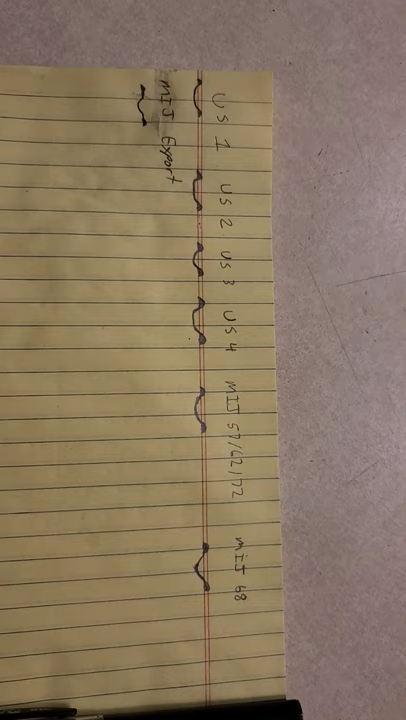 US 1
US 2
US 3
US 4
MIJ 57/62/72
MIJ 68
MIJ Export